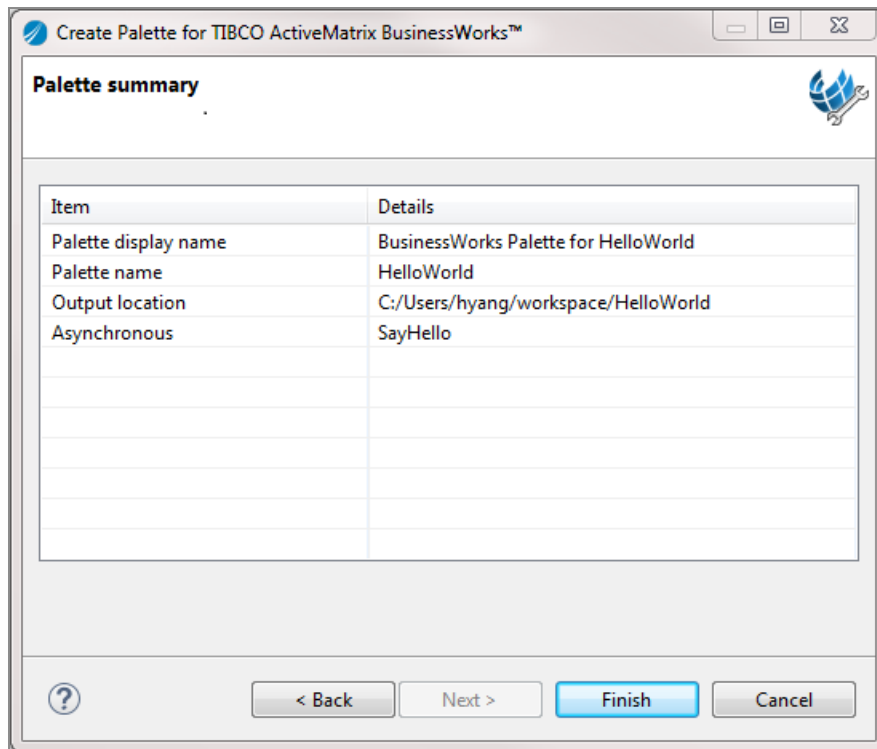 Create Palette for TIBCO ActiveMatrix BusinessWorks™
Palette summary
.
Item Details
Palette display name BusinessWorks Palette for HelloWorld
Palette name HelloWorld
Output location C:/Users/hyang/workspace/HelloWorld
Asynchronous SayHello
? < Back Next > Finish Cancel